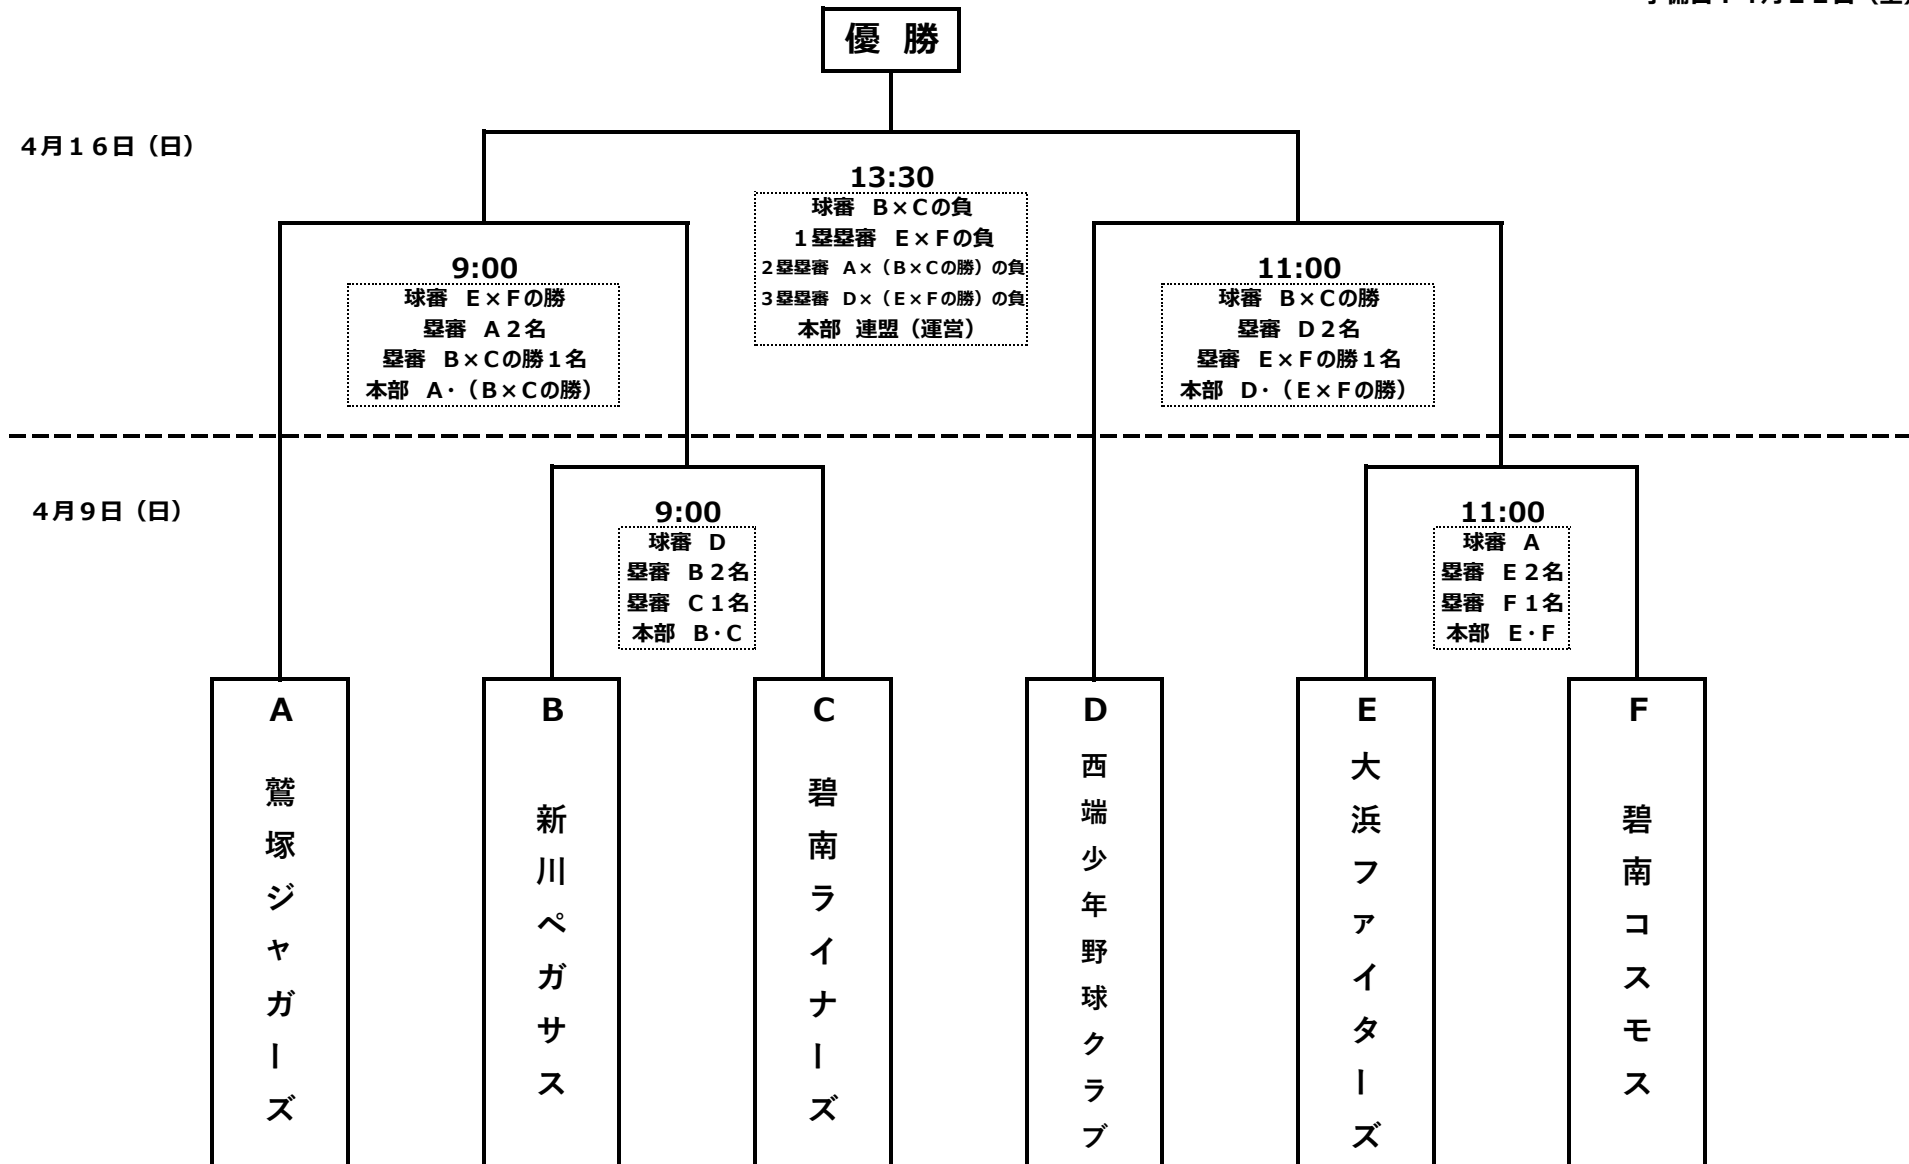 優 勝
４月１６日（日）
13:30
球審 Ｂ×Ｃの負
１塁塁審 Ｅ×Ｆの負
２塁塁審 Ａ×（Ｂ×Ｃの勝）の負
３塁塁審 Ｄ×（Ｅ×Ｆの勝）の負
本部 連盟（運営）
9:00
球審 Ｅ×Ｆの勝
塁審 Ａ２名
塁審 Ｂ×Ｃの勝１名
本部 Ａ・（Ｂ×Ｃの勝）
11:00
球審 Ｂ×Ｃの勝
塁審 Ｄ２名
塁審 Ｅ×Ｆの勝１名
本部 Ｄ・（Ｅ×Ｆの勝）
４月９日（日）
9:00
球審 Ｄ
塁審 Ｂ２名
塁審 Ｃ１名
本部 Ｂ・Ｃ
11:00
球審 Ａ
塁審 Ｅ２名
塁審 Ｆ１名
本部 Ｅ・Ｆ
Ａ
鷲塚ジャガーズ
Ｂ
新川ペガサス
Ｃ
碧南ライナーズ
Ｄ
西端少年野球クラブ
Ｅ
大浜ファイターズ
Ｆ
碧南コスモス